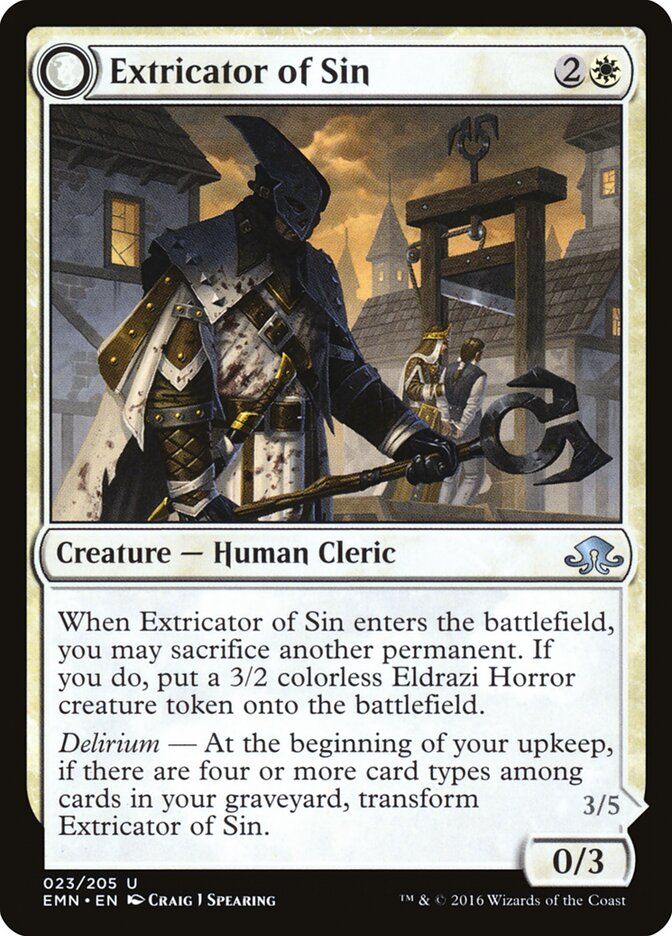 Extricator of Sin 2
Creature — Human Cleric
When Extricator of Sin enters the battlefield,
you may sacrifice another permanent. If
you do, put a 3/2 colorless Eldrazi Horror
creature token onto the battlefield.
Delirium — At the beginning of your upkeep,
if there are four or more card types among
cards in your graveyard, transform
Extricator of Sin.
3/5
0/3
023/205 U
EMN • EN Craig J Spearing
™ & © 2016 Wizards of the Coast